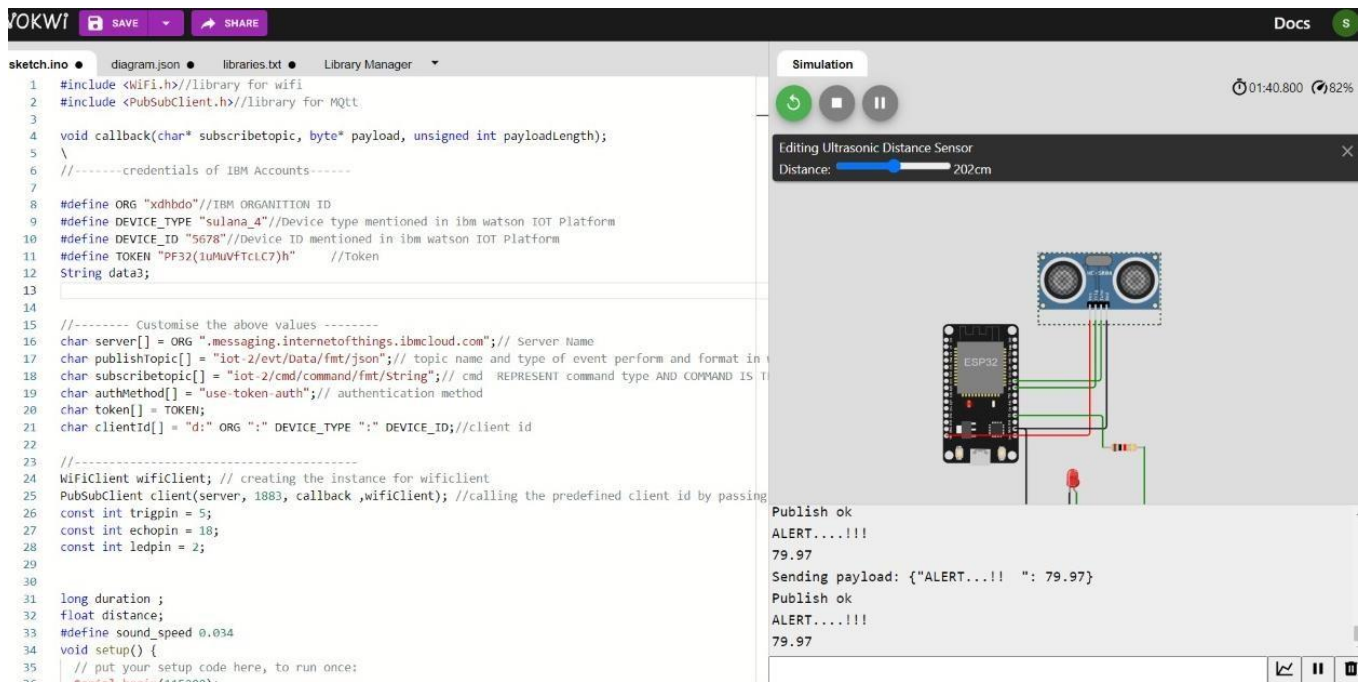 WOKWi SAVE SHARE Docs S
sketch.ino ● diagram.json ● libraries.txt ● Library Manager
1 #include <WiFi.h>//library for wifi
2 #include <PubSubClient.h>//library for MQtt
3
4 void callback(char* subscribetopic, byte* payload, unsigned int payloadLength);
5 \
6 //-------credentials of IBM Accounts------
7
8 #define ORG "xdhbdo"//IBM ORGANITION ID
9 #define DEVICE_TYPE "sulana_4"//Device type mentioned in ibm watson IOT Platform
10 #define DEVICE_ID "5678"//Device ID mentioned in ibm watson IOT Platform
11 #define TOKEN "PF32(1uMuVfTcLC7)h" //Token
12 String data3;
13
14
15 //-------- Customise the above values --------
16 char server[] = ORG ".messaging.internetofthings.ibmcloud.com";// Server Name
17 char publishTopic[] = "iot-2/evt/Data/fmt/json";// topic name and type of event perform and format in
18 char subscribetopic[] = "iot-2/cmd/command/fmt/String";// cmd REPRESENT command type AND COMMAND IS T
19 char authMethod[] = "use-token-auth";// authentication method
20 char token[] = TOKEN;
21 char clientId[] = "d:" ORG ":" DEVICE_TYPE ":" DEVICE_ID;//client id
22
23 //-----------------------------------------
24 WiFiClient wifiClient; // creating the instance for wificlient
25 PubSubClient client(server, 1883, callback ,wifiClient); //calling the predefined client id by passing
26 const int trigpin = 5;
27 const int echopin = 18;
28 const int ledpin = 2;
29
30
31 long duration ;
32 float distance;
33 #define sound_speed 0.034
34 void setup() {
35 // put your setup code here, to run once:
Simulation
01:40.800 82%
Editing Ultrasonic Distance Sensor
Distance: 202cm
HC-SR04
ESP32
Publish ok
ALERT....!!!
79.97
Sending payload: {"ALERT...!! ": 79.97}
Publish ok
ALERT....!!!
79.97